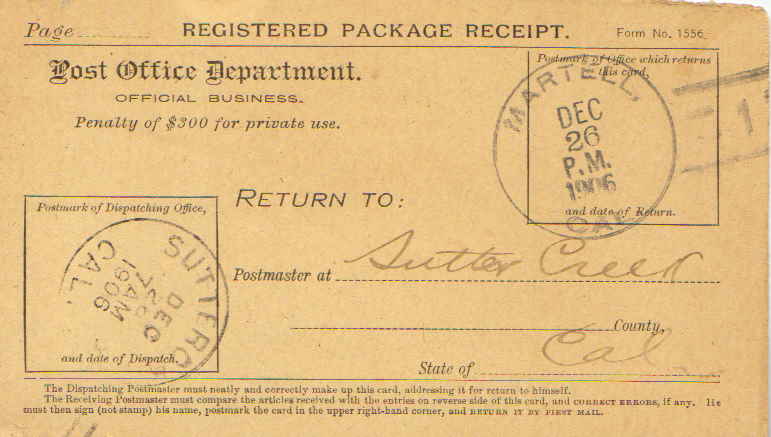 Page
REGISTERED PACKAGE RECEIPT.
Form No. 1556.
Post Office Department.
OFFICIAL BUSINESS.
Penalty of $300 for private use.
Postmark of Office which returns
this card,
MARTELL,
DEC
26
P.M.
1906
CAL.
and date of Return.
RETURN TO:
Postmark of Dispatching Office,
SUTTER CR
DEC
26
7 AM
1906
CAL.
and date of Dispatch.
Postmaster at Sutter Creek
County,
State of Cal.
The Dispatching Postmaster must neatly and correctly make up this card, addressing it for return to himself.
The Receiving Postmaster must compare the articles received with the entries on reverse side of this card, and CORRECT ERRORS, if any. He
must then sign (not stamp) his name, postmark the card in the upper right-hand corner, and RETURN IT BY FIRST MAIL.